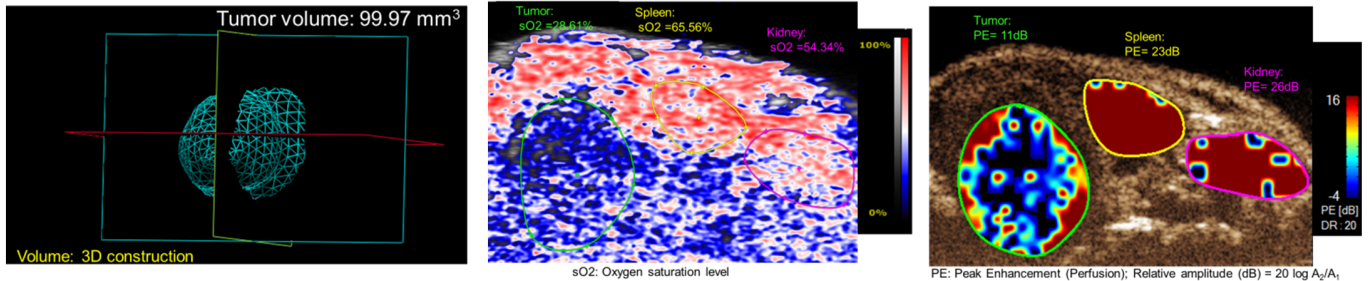 Tumor volume: 99.97 mm³
Volume: 3D construction
Tumor:
sO2 =28.61%
Spleen:
sO2 =65.56%
Kidney:
sO2 =54.34%
100%
0%
sO2: Oxygen saturation level
Tumor:
PE= 11dB
Spleen:
PE= 23dB
Kidney:
PE= 26dB
16
-4
PE [dB]
DR : 20
PE: Peak Enhancement (Perfusion); Relative amplitude (dB) = 20 log A₂/A₁